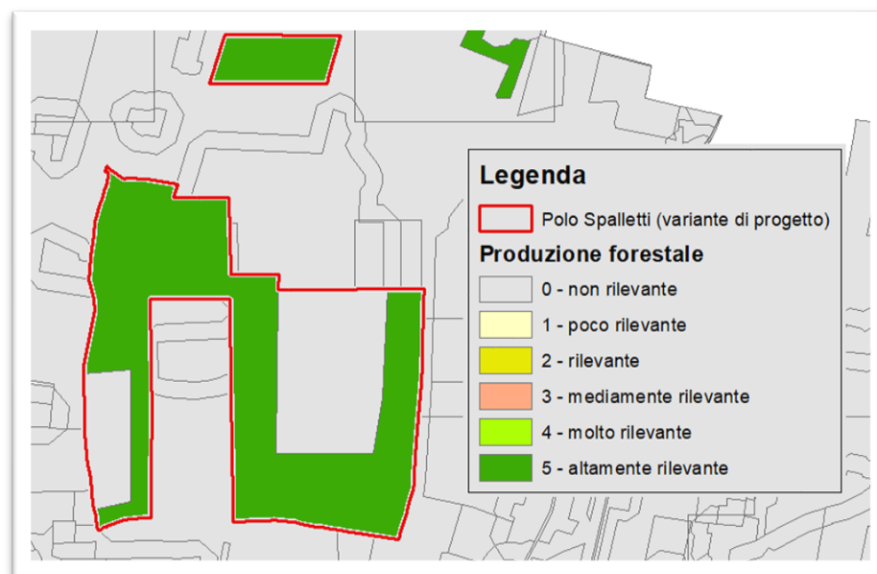 Legenda
Polo Spalletti (variante di progetto)
Produzione forestale
0 - non rilevante
1 - poco rilevante
2 - rilevante
3 - mediamente rilevante
4 - molto rilevante
5 - altamente rilevante